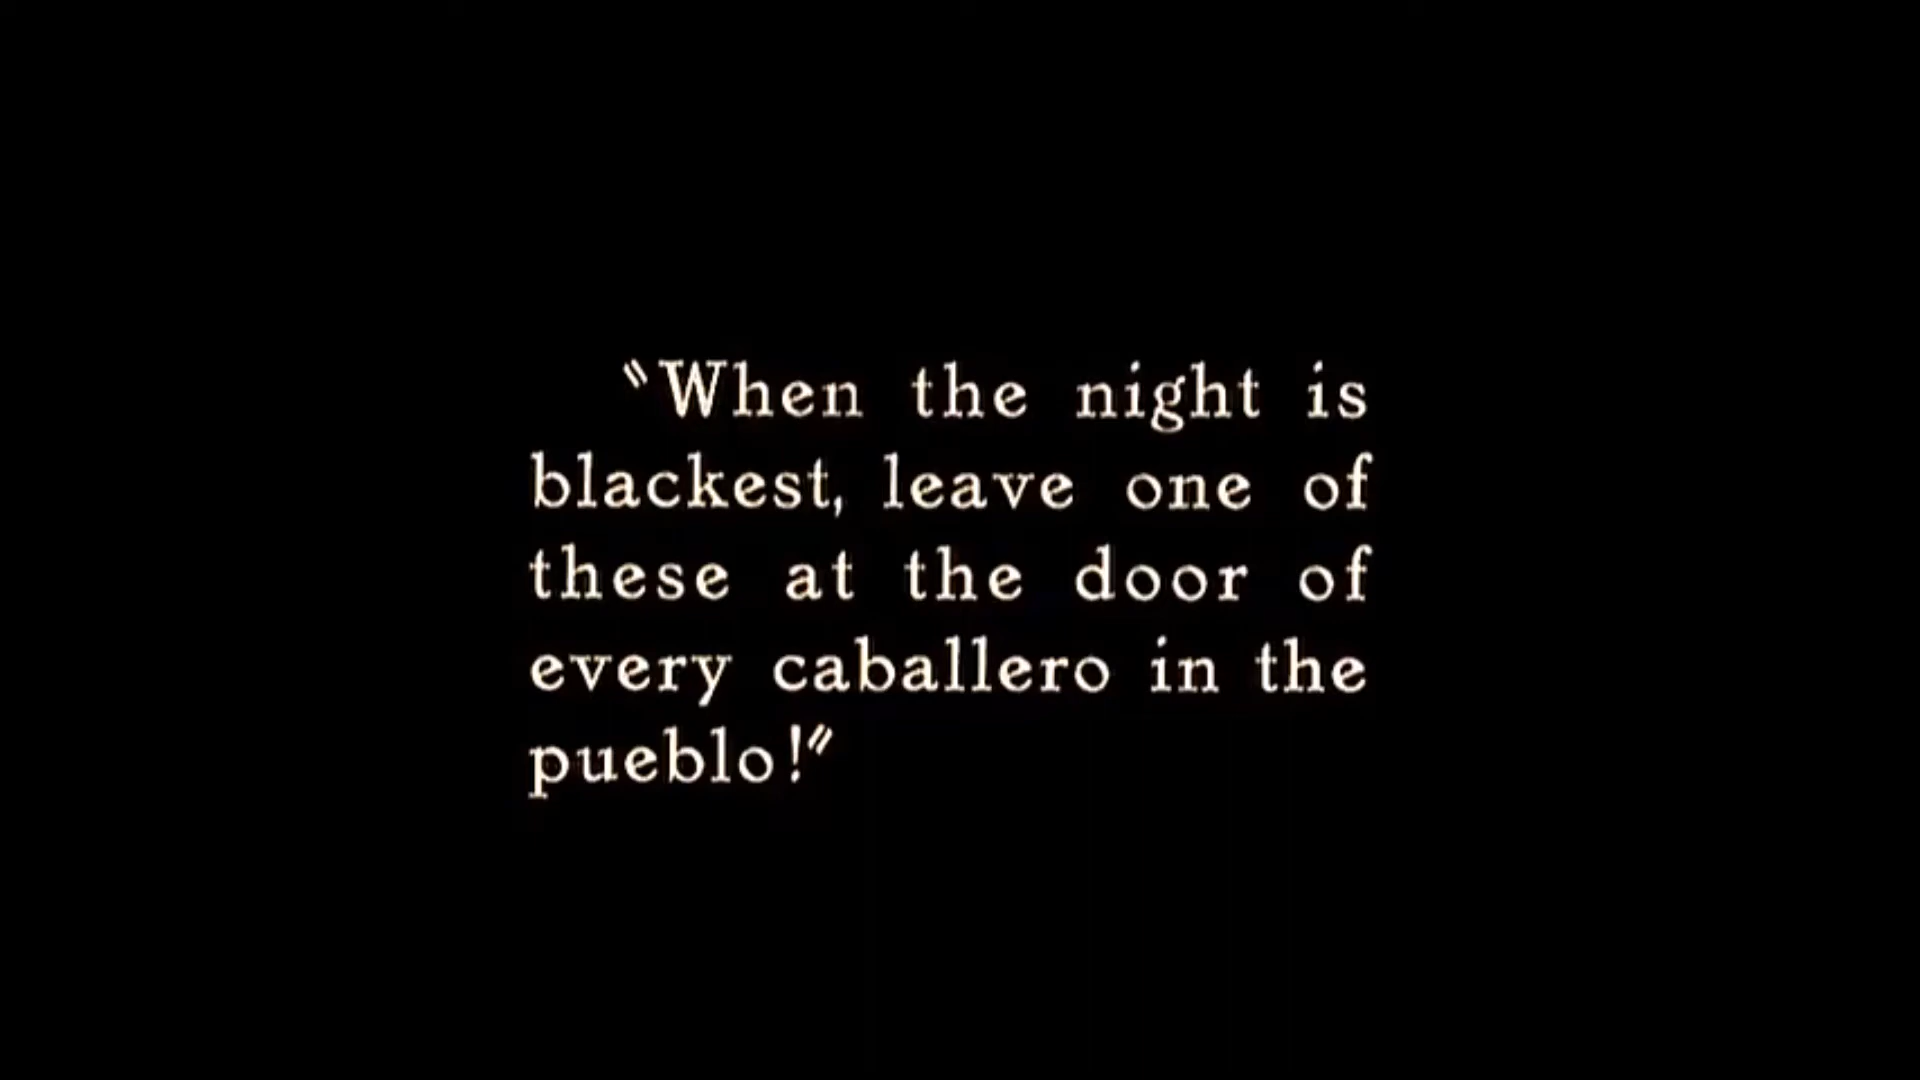 "When the night is
blackest, leave one of
these at the door of
every caballero in the
pueblo!"